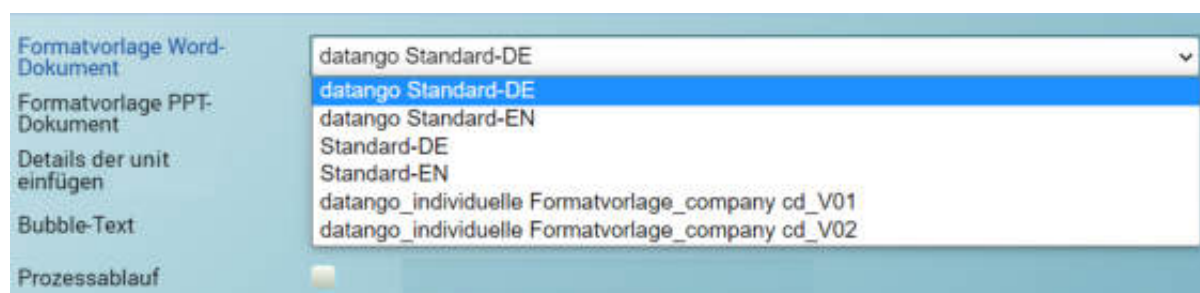 Formatvorlage Word-
Dokument
datango Standard-DE
datango Standard-DE
Formatvorlage PPT-
Dokument
datango Standard-EN
Standard-DE
Details der unit
einfügen
Standard-EN
datango_individuelle Formatvorlage_company cd_V01
Bubble-Text
datango_individuelle Formatvorlage_company cd_V02
Prozessablauf